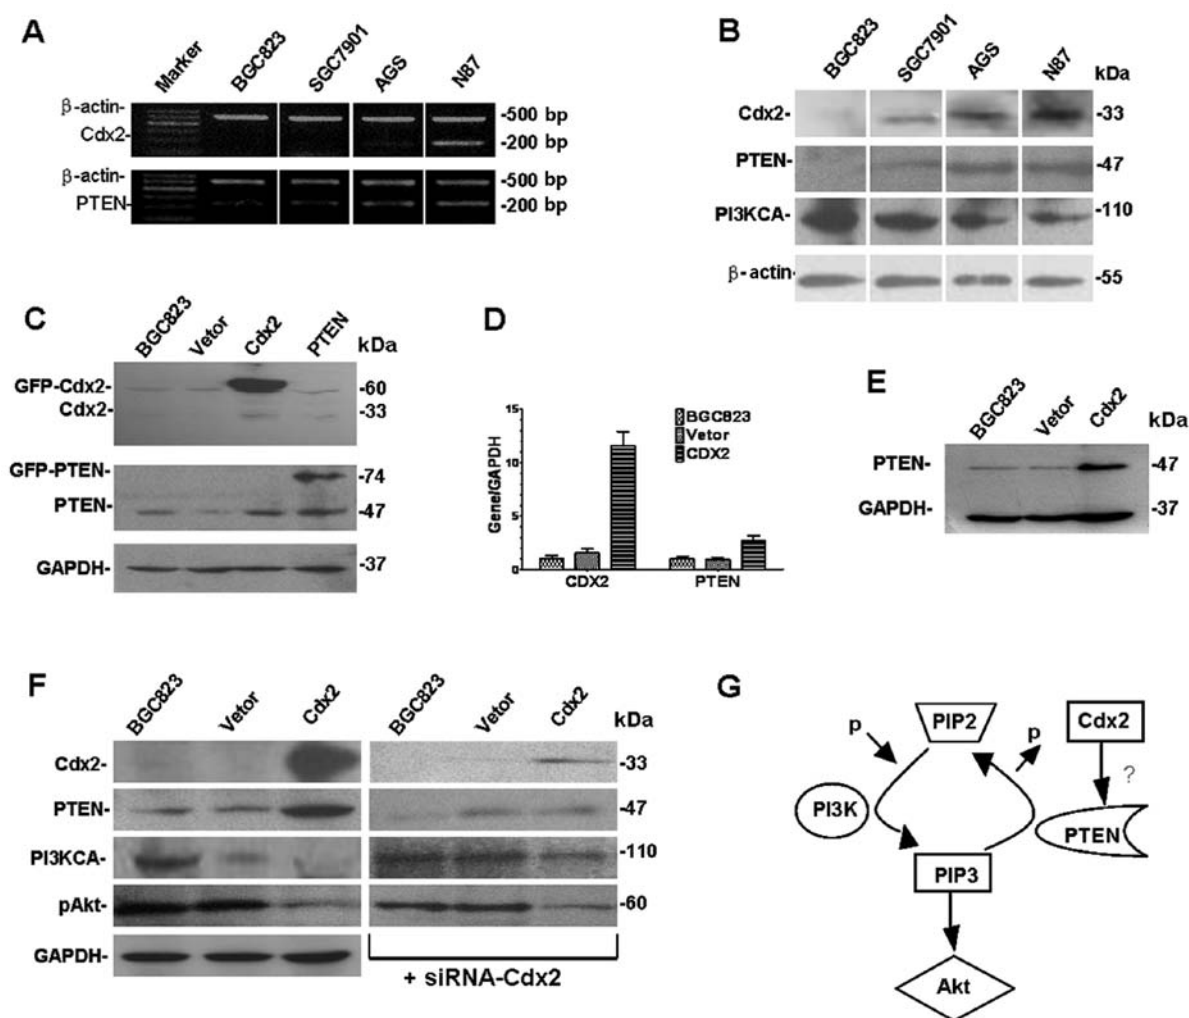 A
Marker
BGC823
SGC7901
AGS
N87
β-actin-
Cdx2-
-500 bp
-200 bp
β-actin-
PTEN-
-500 bp
-200 bp
B
BGC823
SGC7901
AGS
N87
kDa
Cdx2-
-33
PTEN-
-47
PI3KCA-
-110
β-actin-
-55
C
BGC823
Vetor
Cdx2
PTEN
kDa
GFP-Cdx2-
-60
Cdx2-
-33
GFP-PTEN-
-74
PTEN-
-47
GAPDH-
-37
D
Gene/GAPDH
15
10
5
0
BGC823
Vetor
CDX2
CDX2
PTEN
E
BGC823
Vetor
Cdx2
kDa
PTEN-
-47
GAPDH-
-37
F
BGC823
Vetor
Cdx2
BGC823
Vetor
Cdx2
kDa
Cdx2-
-33
PTEN-
-47
PI3KCA-
-110
pAkt-
-60
GAPDH-
+ siRNA-Cdx2
G
p
PIP2
p
Cdx2
?
PI3K
PTEN
PIP3
Akt